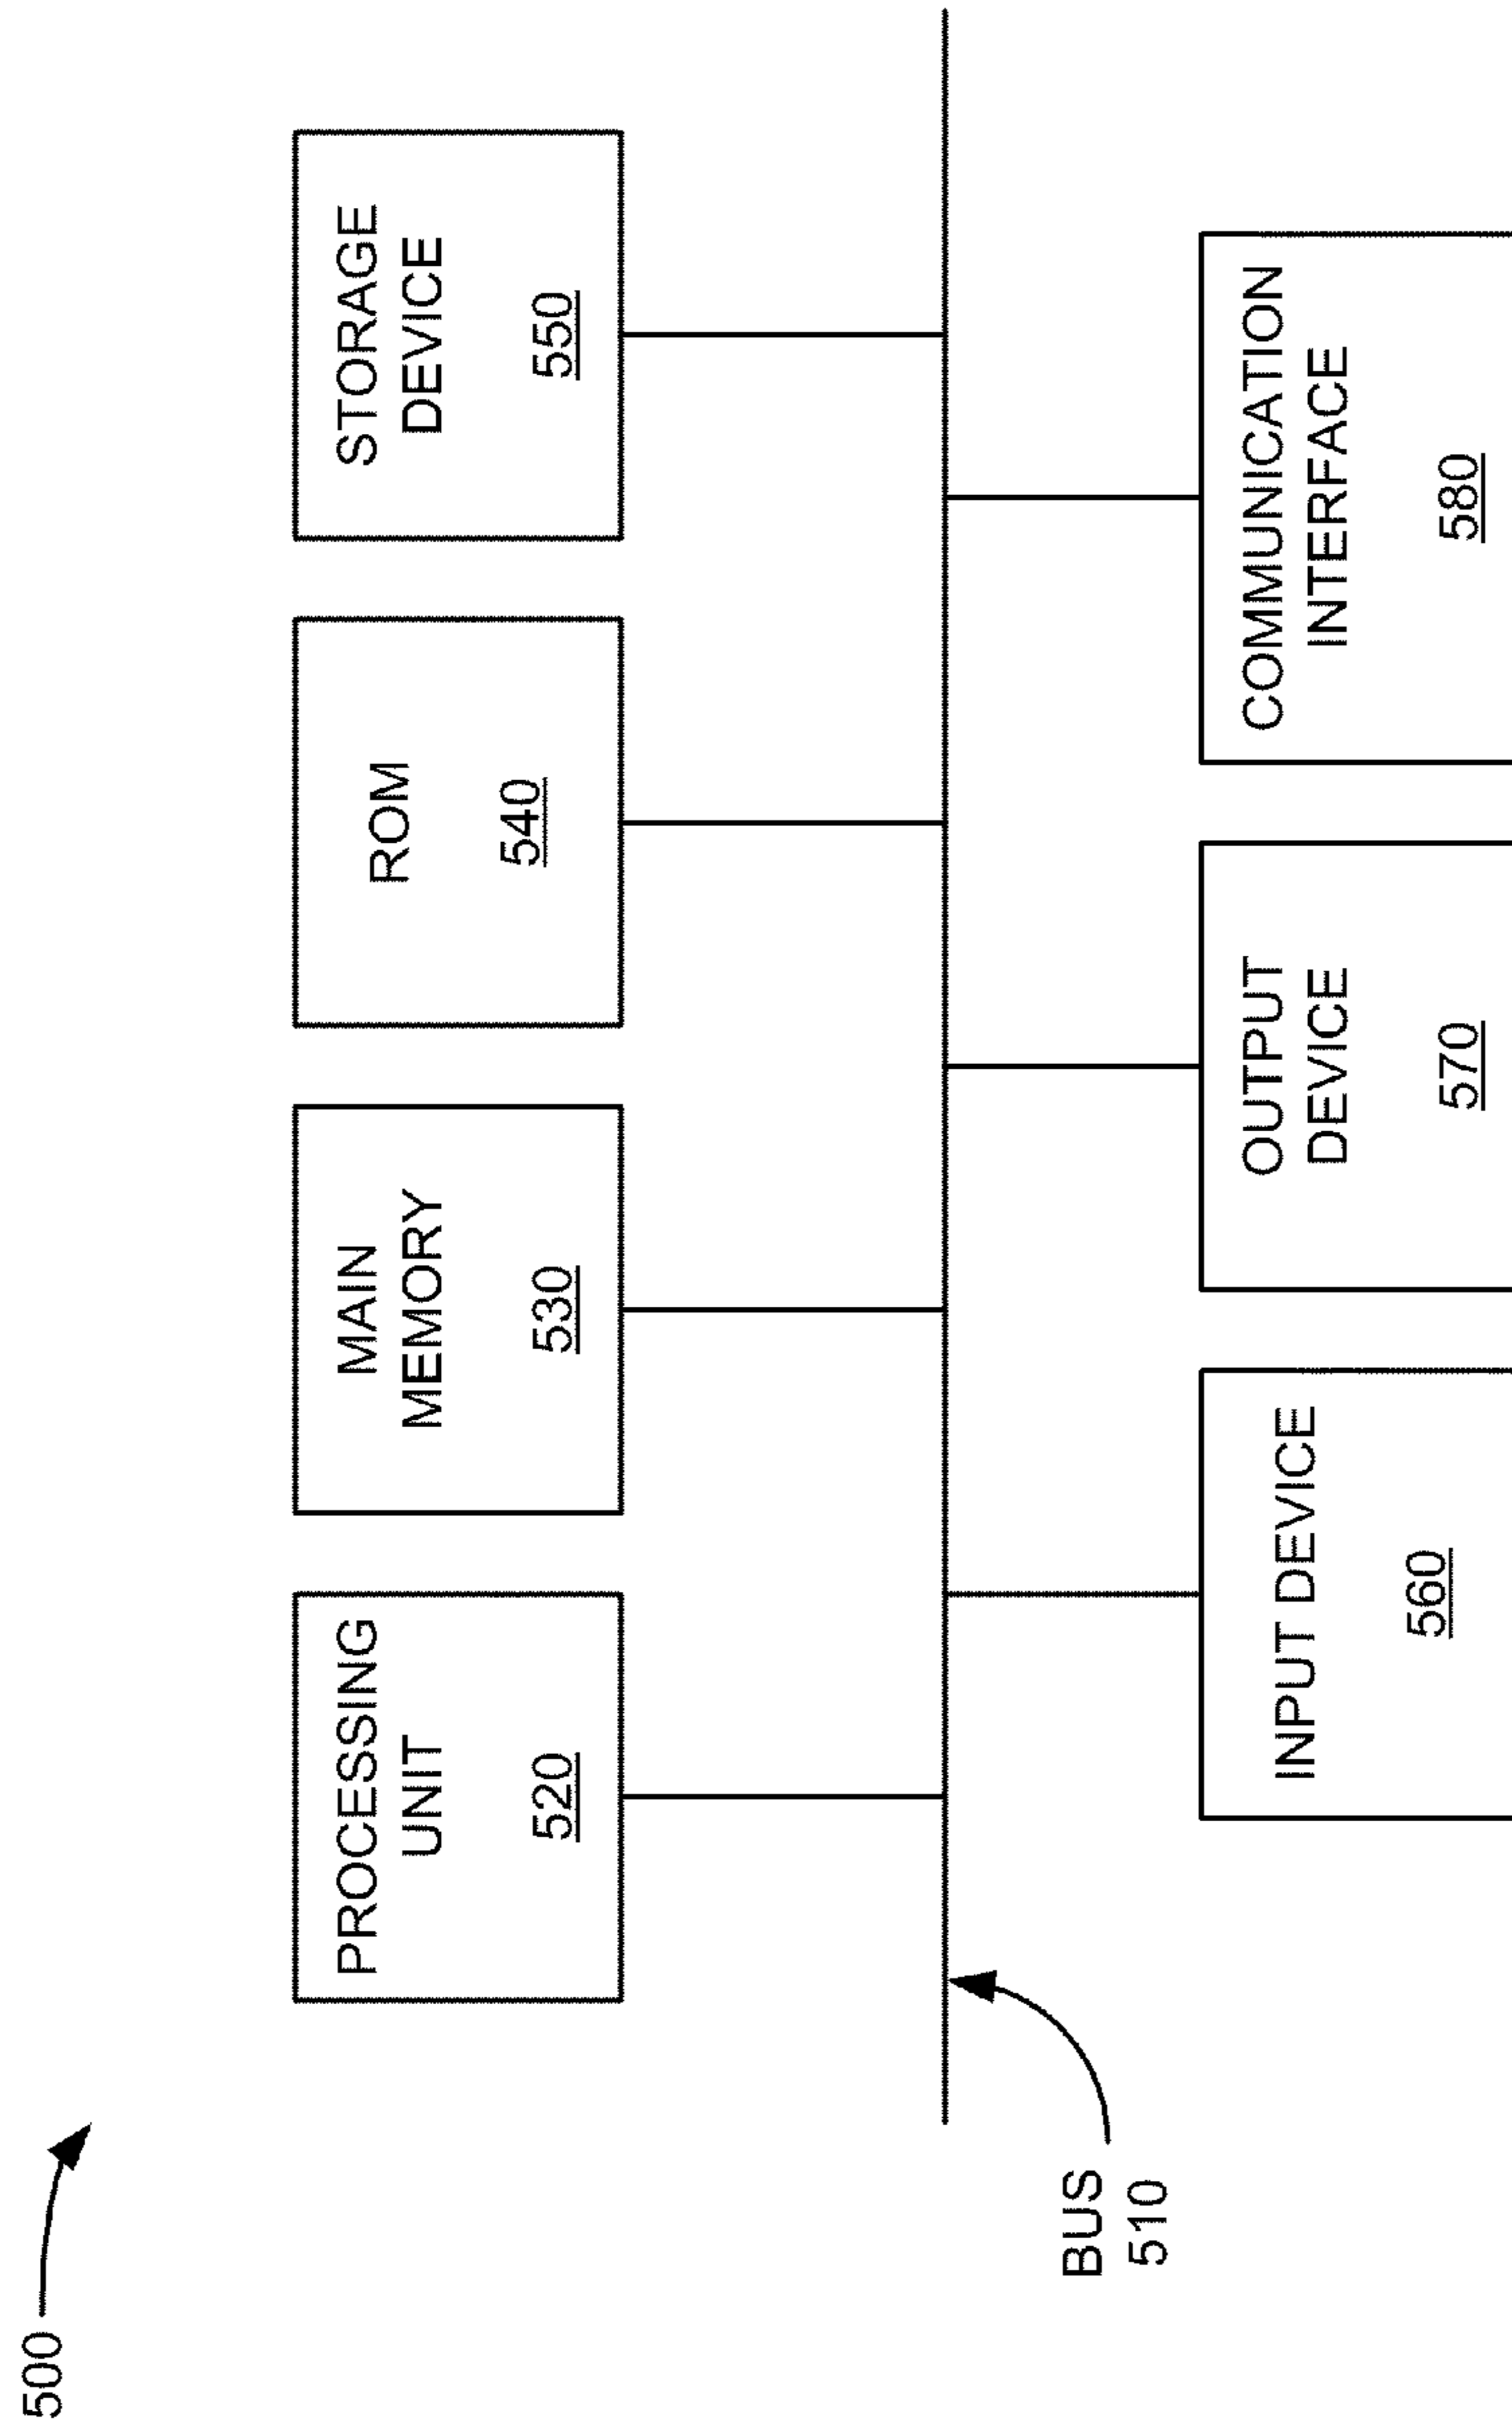 500
PROCESSING
UNIT
520
MAIN
MEMORY
530
ROM
540
STORAGE
DEVICE
550
BUS
510
INPUT DEVICE
560
OUTPUT
DEVICE
570
COMMUNICATION
INTERFACE
580